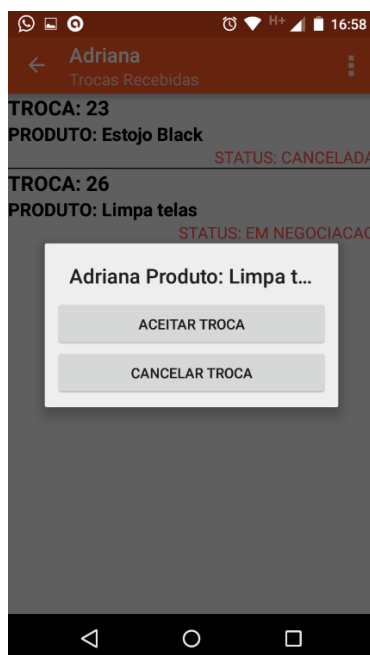 H+ 16:58
Adriana
Trocas Recebidas
TROCA: 23
PRODUTO: Estojo Black
STATUS: CANCELADA
TROCA: 26
PRODUTO: Limpa telas
STATUS: EM NEGOCIACAO
Adriana Produto: Limpa t...
ACEITAR TROCA
CANCELAR TROCA